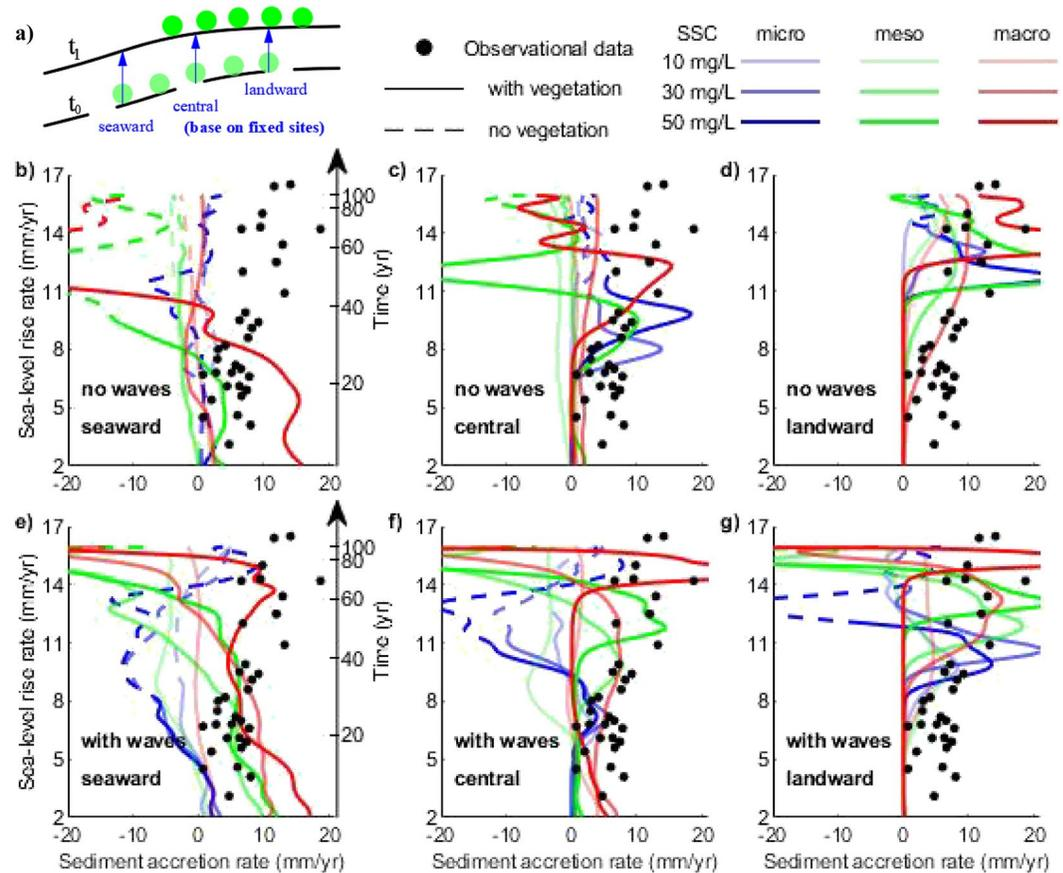 a)
t1
t0
seaward
central
landward
(base on fixed sites)
Observational data
with vegetation
no vegetation
SSC micro meso macro
10 mg/L
30 mg/L
50 mg/L
b)
17
14
11
8
5
2
Sea-level rise rate (mm/yr)
-20 -10 0 10 20
no waves
seaward
100
80
60
40
20
Time (yr)
c)
17
14
11
8
5
2
-20 -10 0 10 20
no waves
central
d)
17
14
11
8
5
2
-20 -10 0 10 20
no waves
landward
e)
17
14
11
8
5
2
Sea-level rise rate (mm/yr)
-20 -10 0 10 20
Sediment accretion rate (mm/yr)
with waves
seaward
100
80
60
40
20
Time (yr)
f)
17
14
11
8
5
2
-20 -10 0 10 20
Sediment accretion rate (mm/yr)
with waves
central
g)
17
14
11
8
5
2
-20 -10 0 10 20
Sediment accretion rate (mm/yr)
with waves
landward